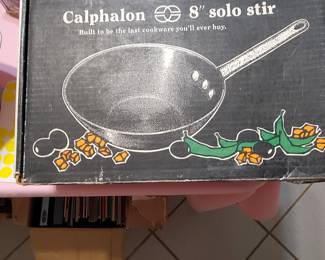 Calphalon 8" solo stir
Built to be the last cookware you'll ever buy.